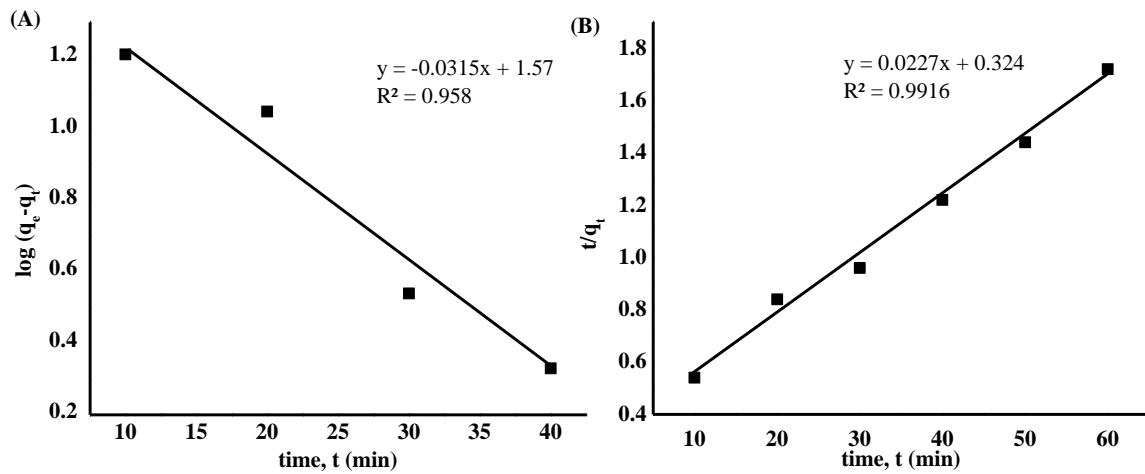 (A)
y = -0.0315x + 1.57
R² = 0.958
log (qe-qt)
1.2
1.0
0.8
0.6
0.4
0.2
10 15 20 25 30 35 40
time, t (min)
(B)
y = 0.0227x + 0.324
R² = 0.9916
t/qt
1.8
1.6
1.4
1.2
1.0
0.8
0.6
0.4
10 20 30 40 50 60
time, t (min)